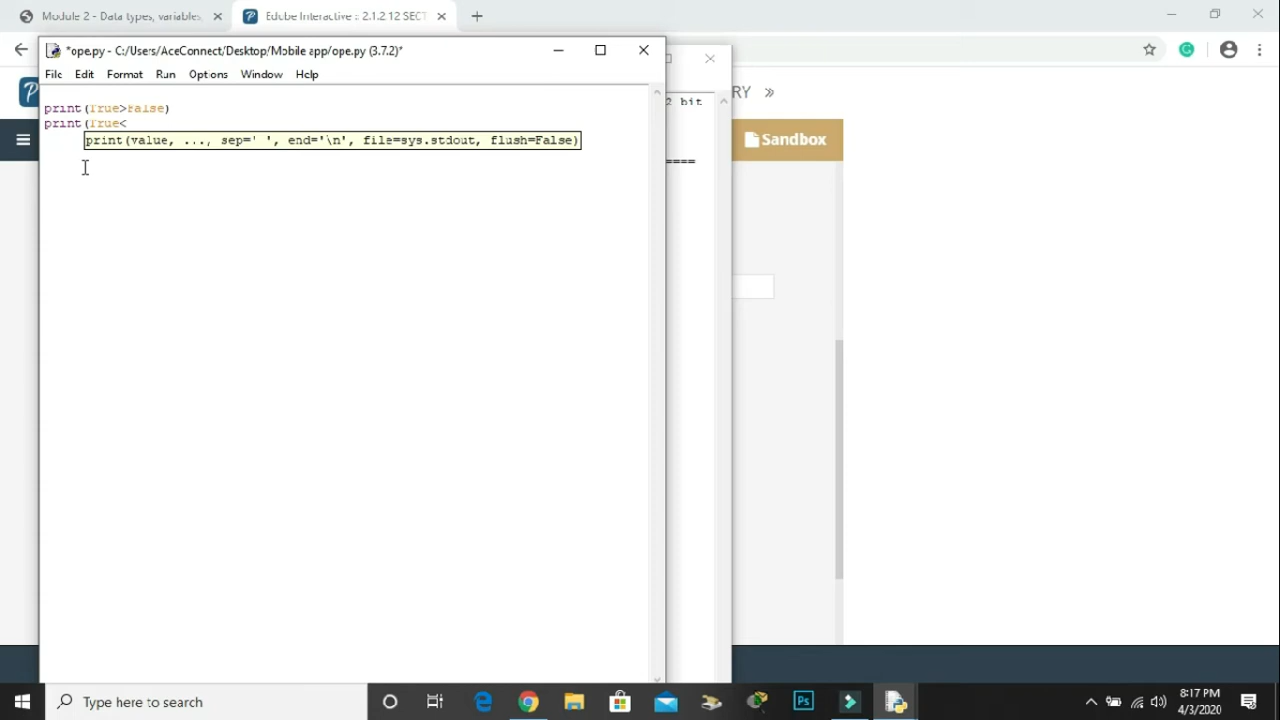 Module 2 - Data types, variables,
Edube Interactive :: 2.1.2.12 SECT
*ope.py - C:/Users/AceConnect/Desktop/Mobile app/ope.py (3.7.2)*
File Edit Format Run Options Window Help
print(True>False)
print(True<
print(value, ..., sep=' ', end='\n', file=sys.stdout, flush=False)
2 bit
====
RY »
Sandbox
Type here to search
Ps
8:17 PM
4/3/2020